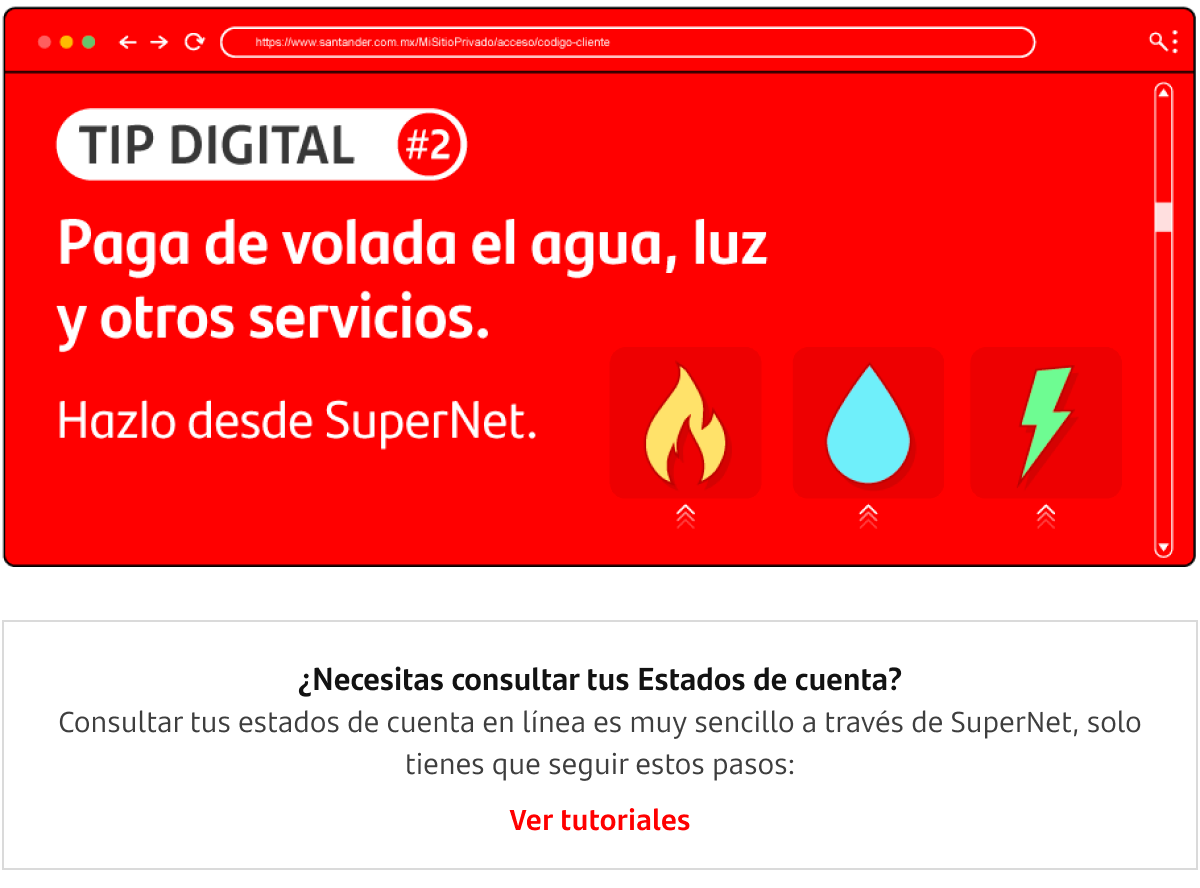 https://www.santander.com.mx/MiSitioPrivado/acceso/codigo-cliente
TIP DIGITAL #2
Paga de volada el agua, luz
y otros servicios.
Hazlo desde SuperNet.
¿Necesitas consultar tus Estados de cuenta?
Consultar tus estados de cuenta en línea es muy sencillo a través de SuperNet, solo
tienes que seguir estos pasos:
Ver tutoriales